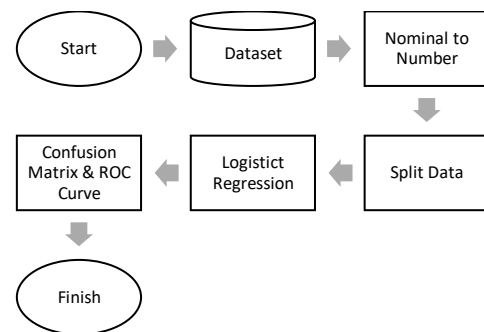 Start
Dataset
Nominal to
Number
Split Data
Logistict
Regression
Confusion
Matrix & ROC
Curve
Finish